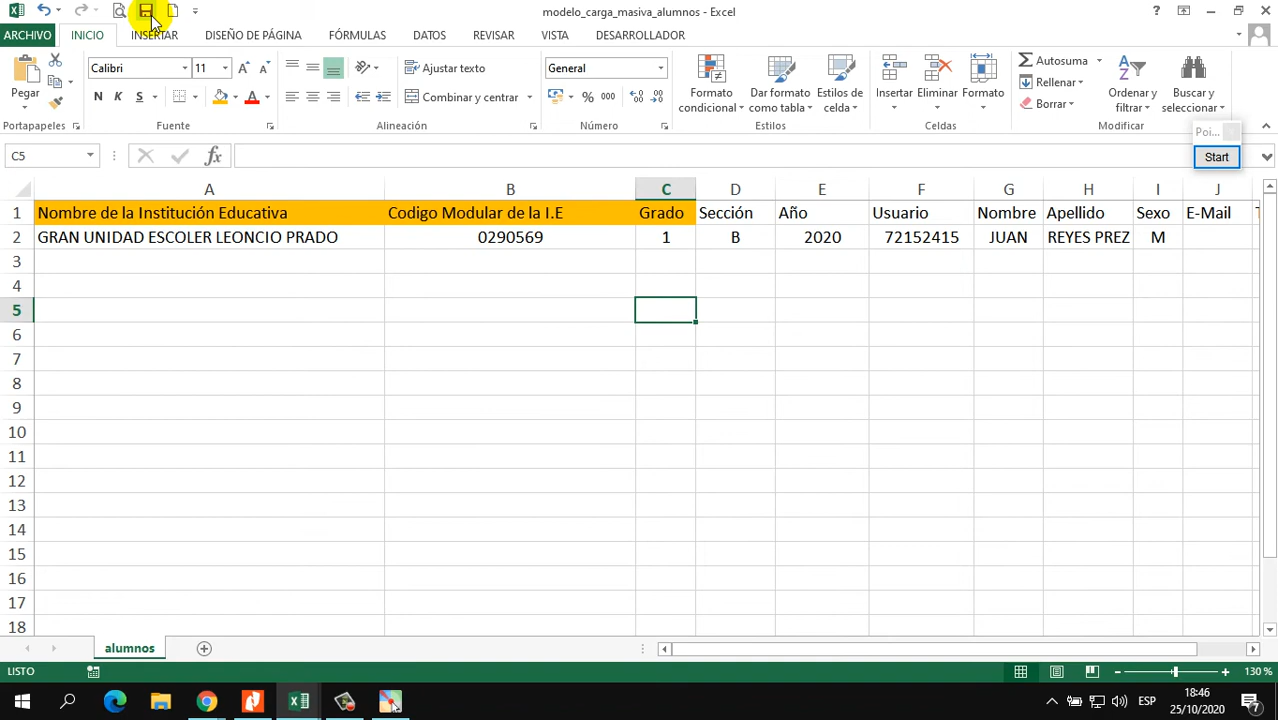 modelo_carga_masiva_alumnos - Excel
?
ARCHIVO INICIO INSERTAR DISEÑO DE PÁGINA FÓRMULAS DATOS REVISAR VISTA DESARROLLADOR
Pegar
Calibri 11
N K S
A A
Ajustar texto
Combinar y centrar
General
% 000
Formato condicional
Dar formato como tabla
Estilos de celda
Insertar
Eliminar
Formato
Autosuma
Rellenar
Borrar
Ordenar y filtrar
Buscar y seleccionar
Portapapeles Fuente Alineación Número Estilos Celdas Modificar
Poi...
Start
C5 fx
A B C D E F G H I J
1 Nombre de la Institución Educativa Codigo Modular de la I.E Grado Sección Año Usuario Nombre Apellido Sexo E-Mail
2 GRAN UNIDAD ESCOLER LEONCIO PRADO 0290569 1 B 2020 72152415 JUAN REYES PREZ M
3
4
5
6
7
8
9
10
11
12
13
14
15
16
17
18
alumnos
LISTO 130 %
ESP
18:46
25/10/2020
7